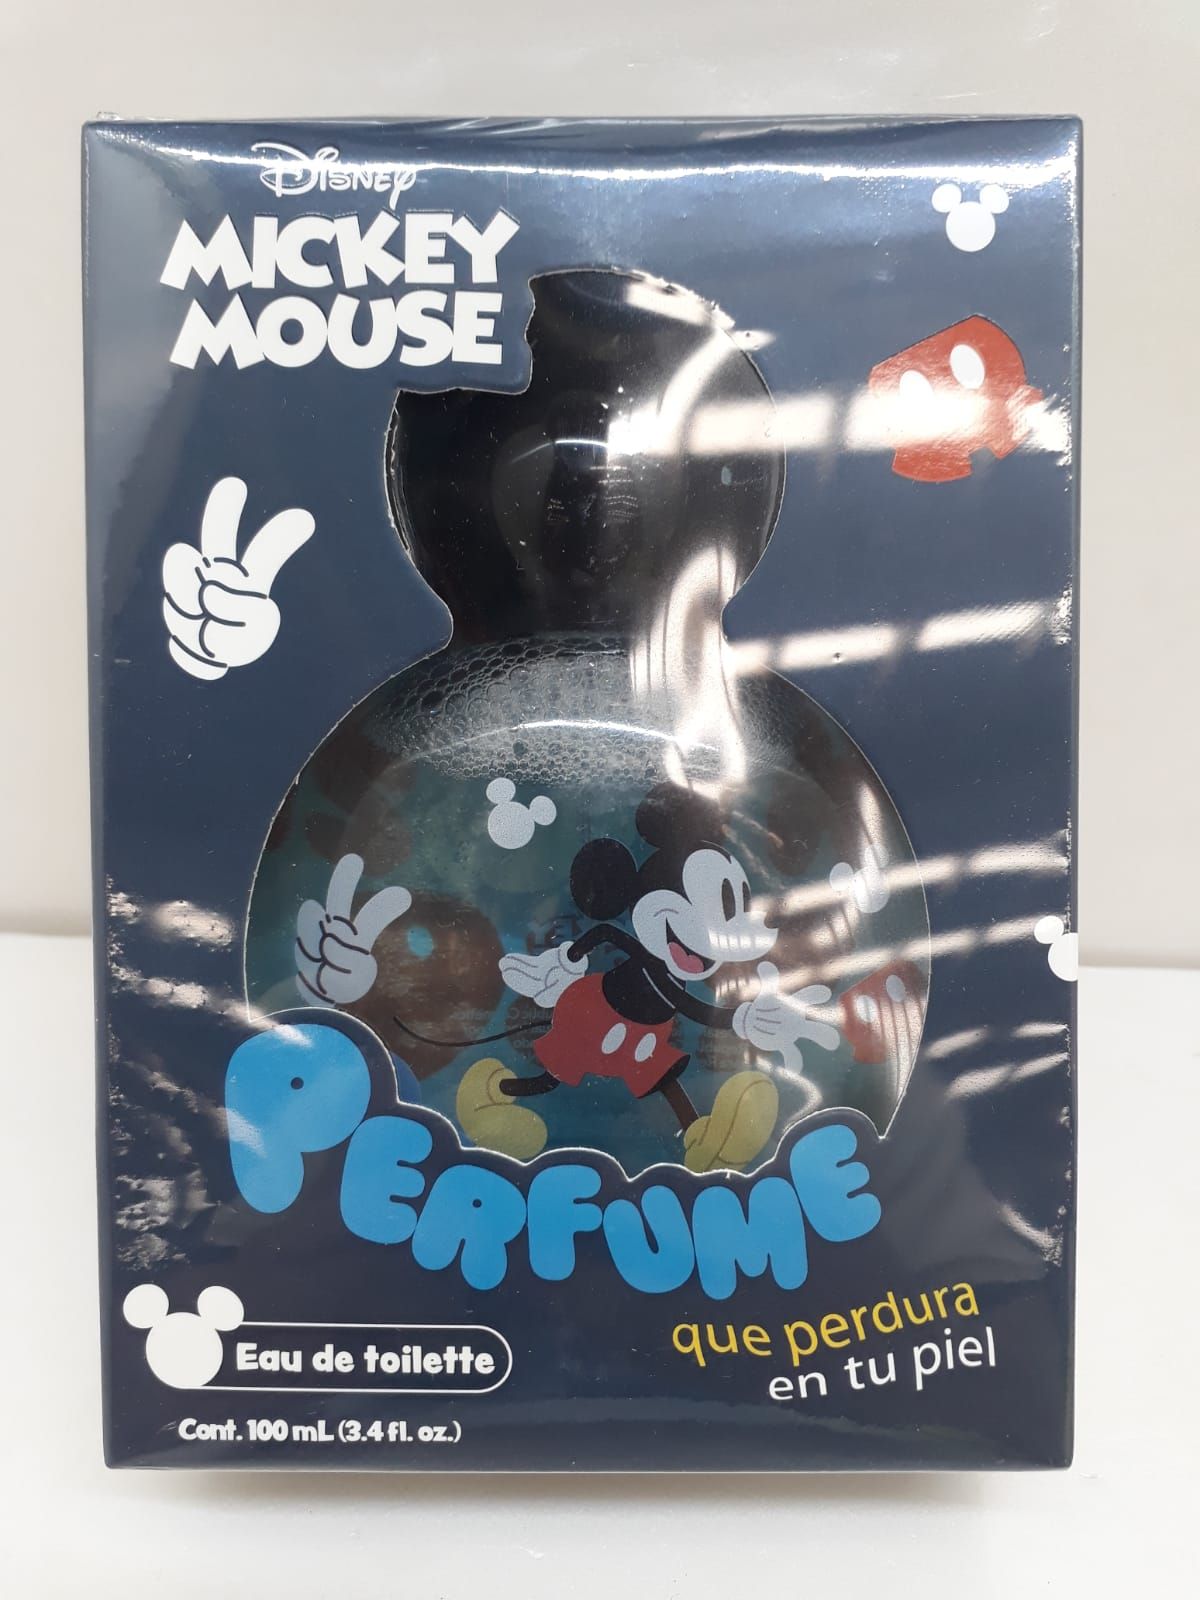 Disney
MICKEY
MOUSE
PERFUME
que perdura
en tu piel
Eau de toilette
Cont. 100 mL (3.4 fl. oz.)